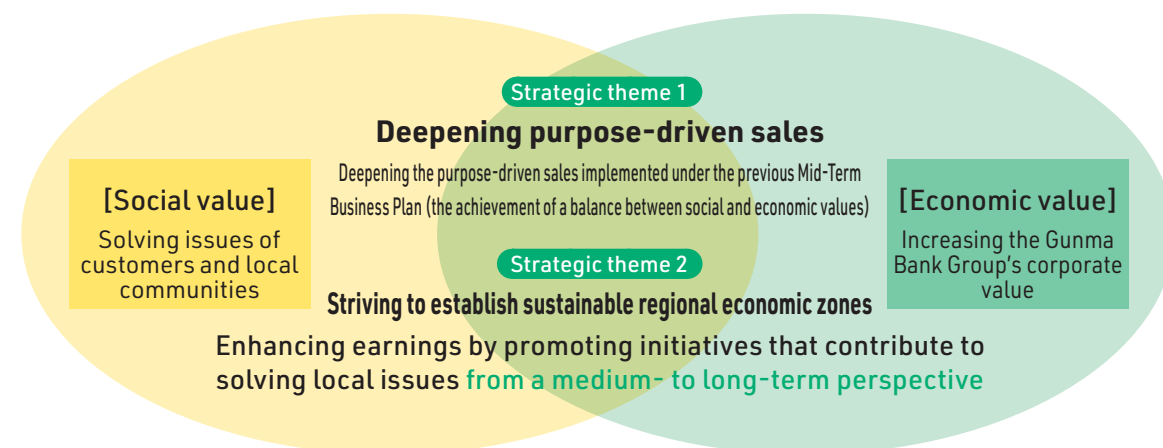 Strategic theme 1
Deepening purpose-driven sales
Deepening the purpose-driven sales implemented under the previous Mid-Term
Business Plan (the achievement of a balance between social and economic values)
[Social value]
Solving issues of
customers and local
communities
[Economic value]
Increasing the Gunma
Bank Group's corporate
value
Strategic theme 2
Striving to establish sustainable regional economic zones
Enhancing earnings by promoting initiatives that contribute to
solving local issues from a medium- to long-term perspective